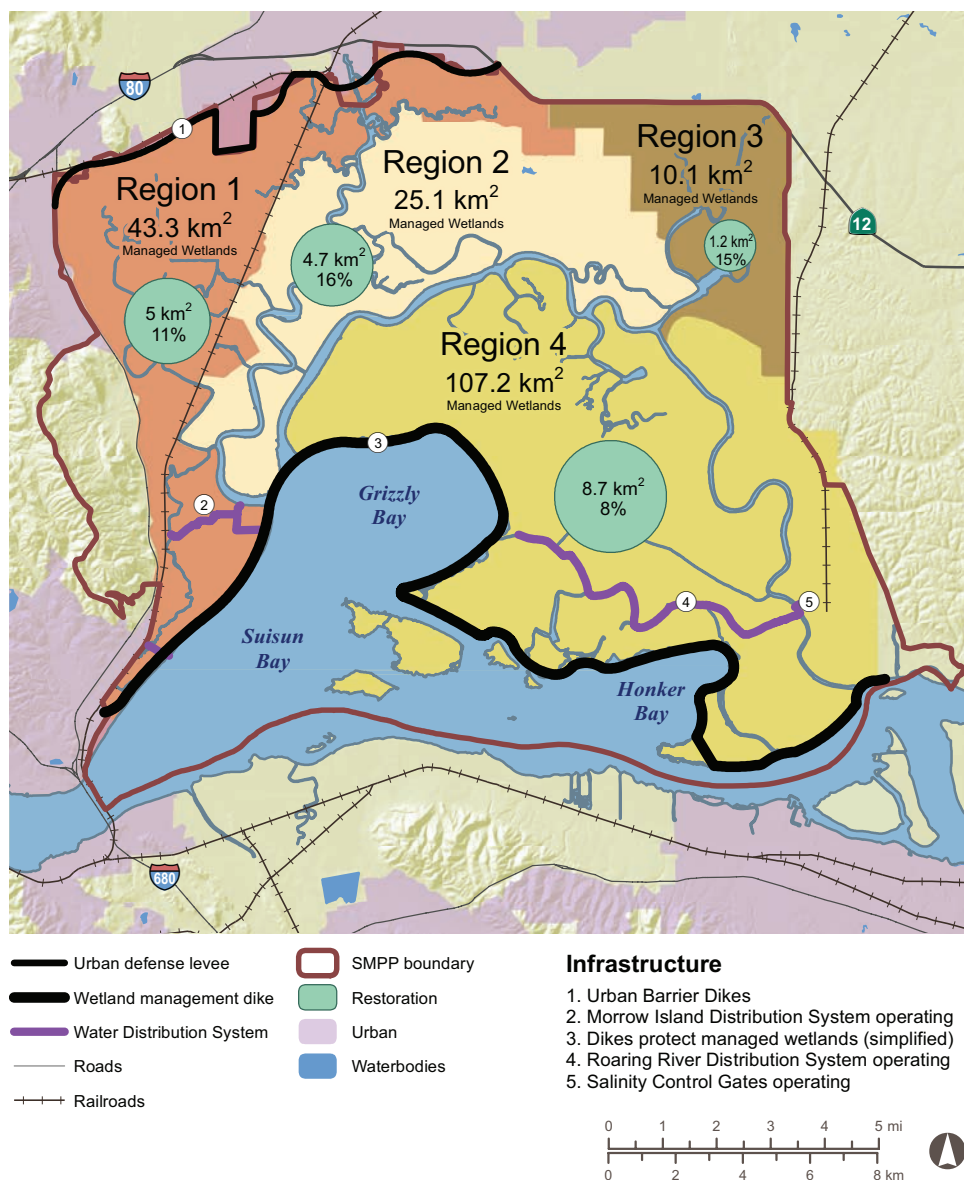 80
1
Region 1
43.3 km²
Managed Wetlands
5 km²
11%
Region 2
25.1 km²
Managed Wetlands
4.7 km²
16%
Region 3
10.1 km²
Managed Wetlands
1.2 km²
15%
12
Region 4
107.2 km²
Managed Wetlands
8.7 km²
8%
3
2
Grizzly
Bay
4
5
Suisun
Bay
Honker
Bay
680
Urban defense levee
Wetland management dike
Water Distribution System
Roads
Railroads
SMPP boundary
Restoration
Urban
Waterbodies
Infrastructure
1. Urban Barrier Dikes
2. Morrow Island Distribution System operating
3. Dikes protect managed wetlands (simplified)
4. Roaring River Distribution System operating
5. Salinity Control Gates operating
0 1 2 3 4 5 mi
0 2 4 6 8 km